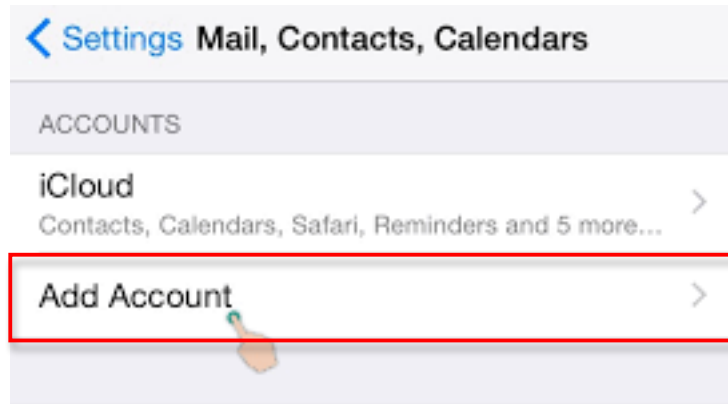 Settings Mail, Contacts, Calendars
ACCOUNTS
iCloud
Contacts, Calendars, Safari, Reminders and 5 more...
Add Account